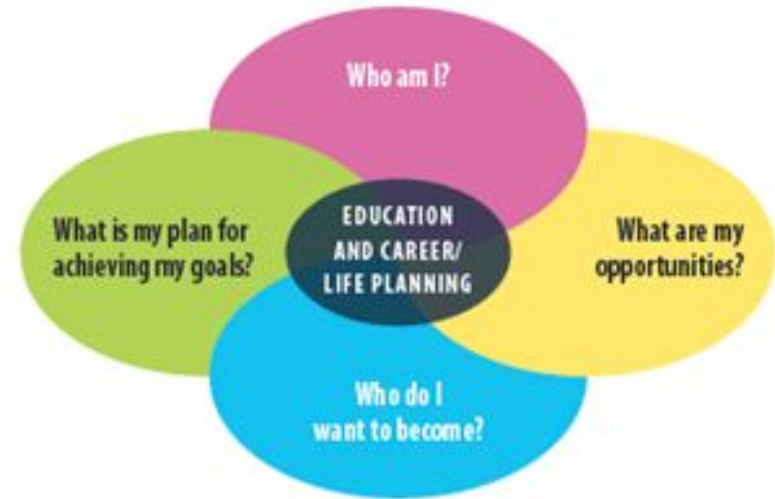 Who am I?
What is my plan for
achieving my goals?
EDUCATION
AND CAREER/
LIFE PLANNING
What are my
opportunities?
Who do I
want to become?